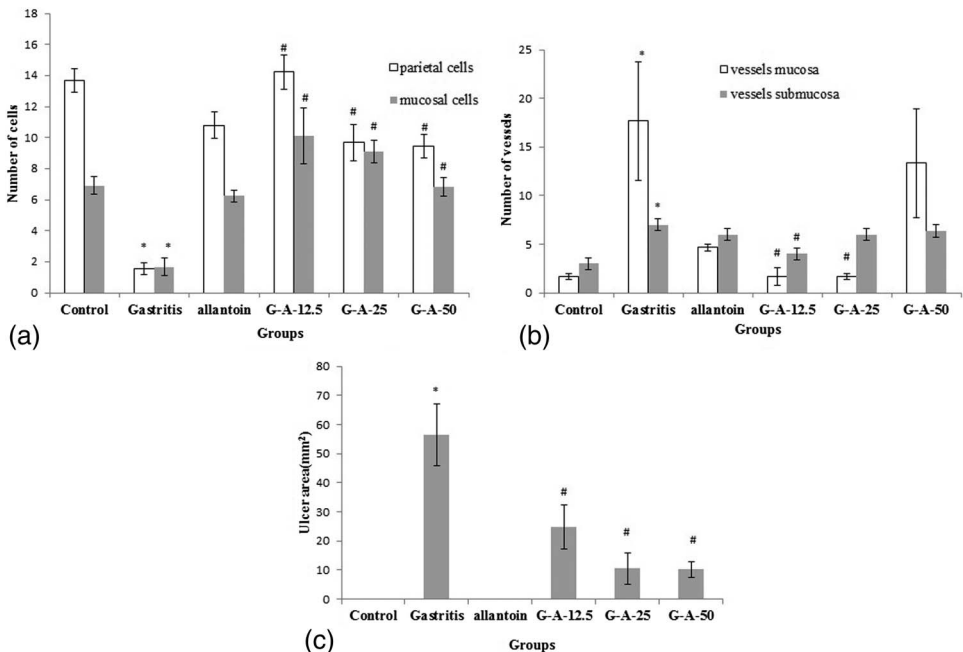 18
16
14
12
10
8
6
4
2
0
Number of cells
parietal cells
mucosal cells
* * # # # # # #
Control Gastritis allantoin G-A-12.5 G-A-25 G-A-50
Groups
(a)
25
20
15
10
5
0
Number of vessels
vessels mucosa
vessels submucosa
* * # # #
Control Gastritis allantoin G-A-12.5 G-A-25 G-A-50
Groups
(b)
80
70
60
50
40
30
20
10
0
Ulcer area(mm²)
* # # #
Control Gastritis allantoin G-A-12.5 G-A-25 G-A-50
Groups
(c)